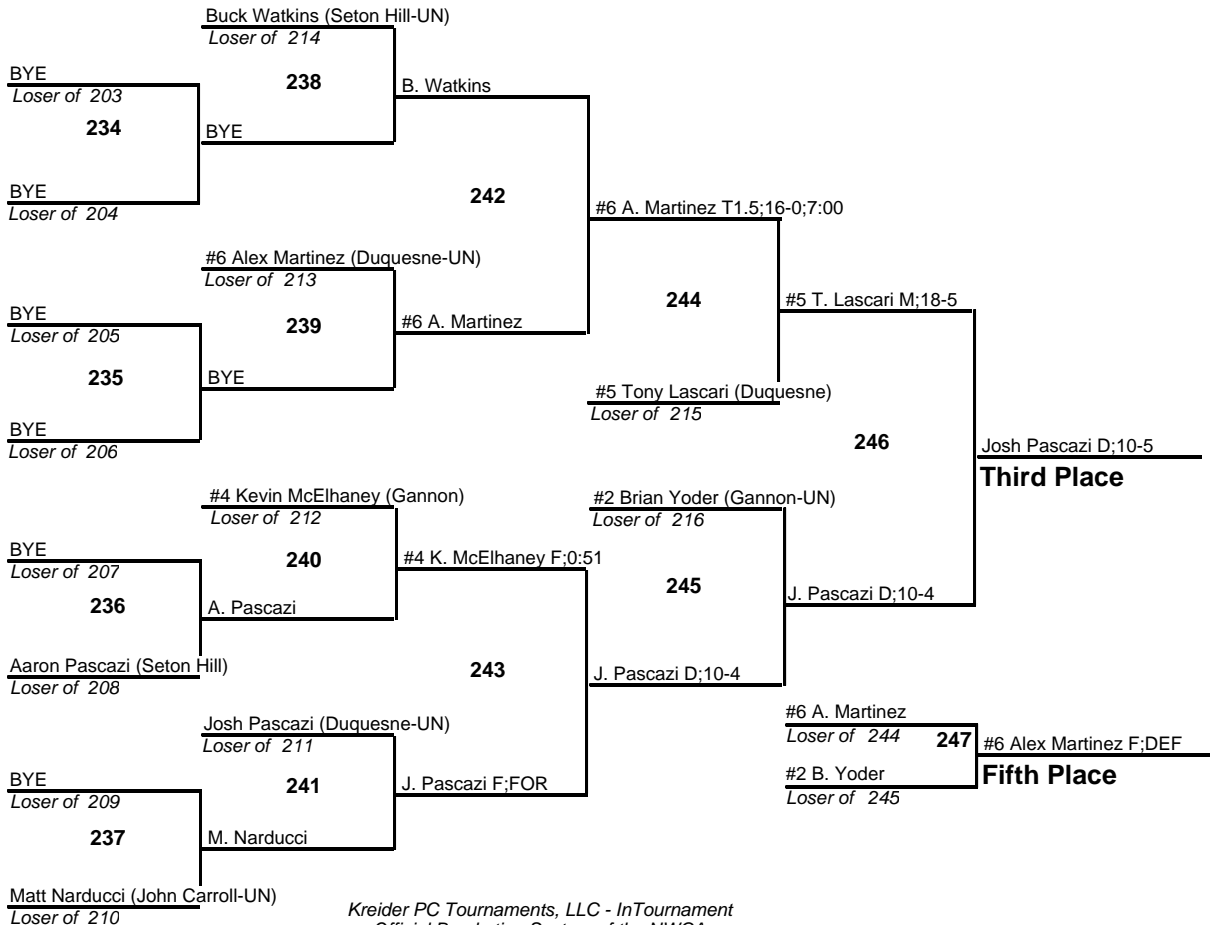 Buck Watkins (Seton Hill-UN)
Loser of 214
BYE
Loser of 203
238
B. Watkins
234
BYE
BYE
Loser of 204
242
#6 A. Martinez T1.5;16-0;7:00
#6 Alex Martinez (Duquesne-UN)
Loser of 213
BYE
Loser of 205
239
#6 A. Martinez
244
#5 T. Lascari M;18-5
235
BYE
#5 Tony Lascari (Duquesne)
Loser of 215
BYE
Loser of 206
246
Josh Pascazi D;10-5
Third Place
#4 Kevin McElhaney (Gannon)
Loser of 212
#2 Brian Yoder (Gannon-UN)
Loser of 216
BYE
Loser of 207
240
#4 K. McElhaney F;0:51
245
236
A. Pascazi
J. Pascazi D;10-4
Aaron Pascazi (Seton Hill)
Loser of 208
243
J. Pascazi D;10-4
Josh Pascazi (Duquesne-UN)
Loser of 211
#6 A. Martinez
Loser of 244
247
#6 Alex Martinez F;DEF
Fifth Place
BYE
Loser of 209
241
J. Pascazi F;FOR
#2 B. Yoder
Loser of 245
237
M. Narducci
Matt Narducci (John Carroll-UN)
Loser of 210
Kreider PC Tournaments, LLC - InTournament